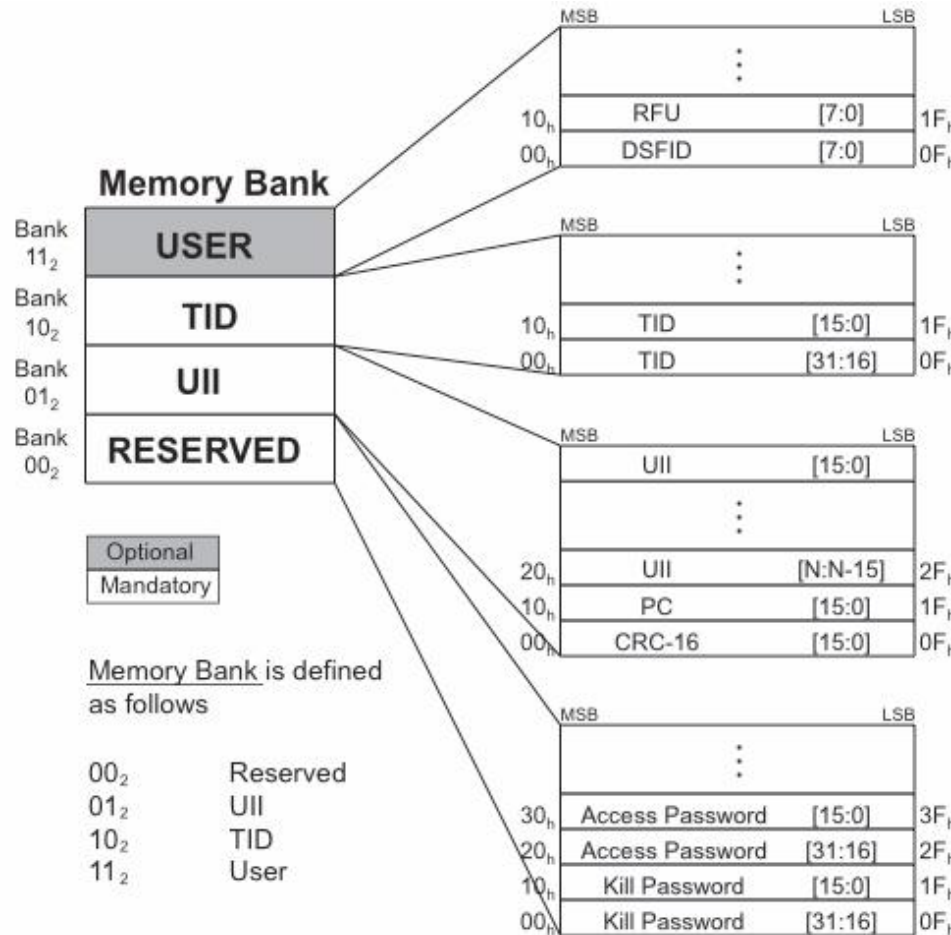 Memory Bank
Bank 11₂ USER
Bank 10₂ TID
Bank 01₂ UII
Bank 00₂ RESERVED
Optional
Mandatory
Memory Bank is defined
as follows
00₂ Reserved
01₂ UII
10₂ TID
11₂ User
MSB LSB
⋮
10ₕ RFU [7:0] 1Fₕ
00ₕ DSFID [7:0] 0Fₕ
MSB LSB
⋮
10ₕ TID [15:0] 1Fₕ
00ₕ TID [31:16] 0Fₕ
MSB LSB
UII [15:0]
⋮
20ₕ UII [N:N-15] 2Fₕ
10ₕ PC [15:0] 1Fₕ
00ₕ CRC-16 [15:0] 0Fₕ
MSB LSB
⋮
30ₕ Access Password [15:0] 3Fₕ
20ₕ Access Password [31:16] 2Fₕ
10ₕ Kill Password [15:0] 1Fₕ
00ₕ Kill Password [31:16] 0Fₕ